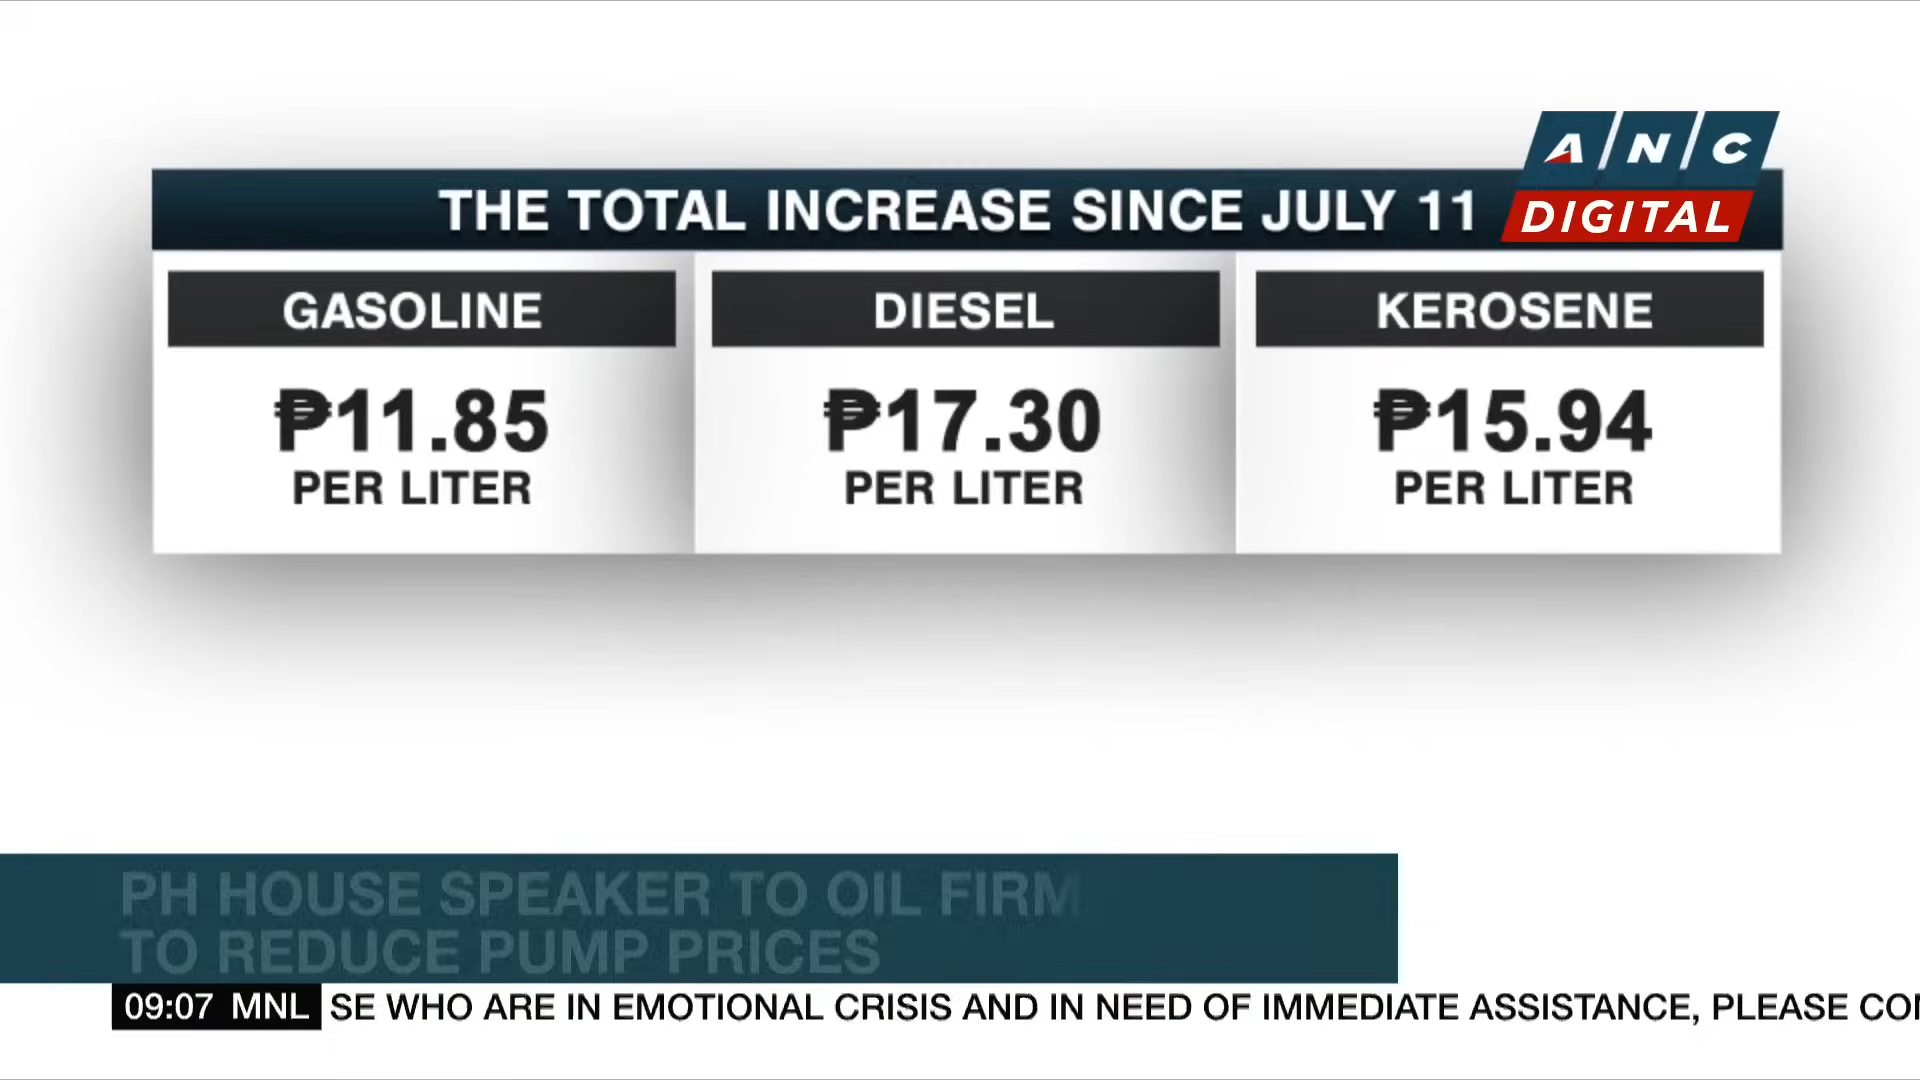 ANC
DIGITAL
THE TOTAL INCREASE SINCE JULY 11
GASOLINE
DIESEL
KEROSENE
₱11.85
₱17.30
₱15.94
PER LITER
PER LITER
PER LITER
PH HOUSE SPEAKER TO OIL FIRM
TO REDUCE PUMP PRICES
09:07 MNL SE WHO ARE IN EMOTIONAL CRISIS AND IN NEED OF IMMEDIATE ASSISTANCE, PLEASE CON